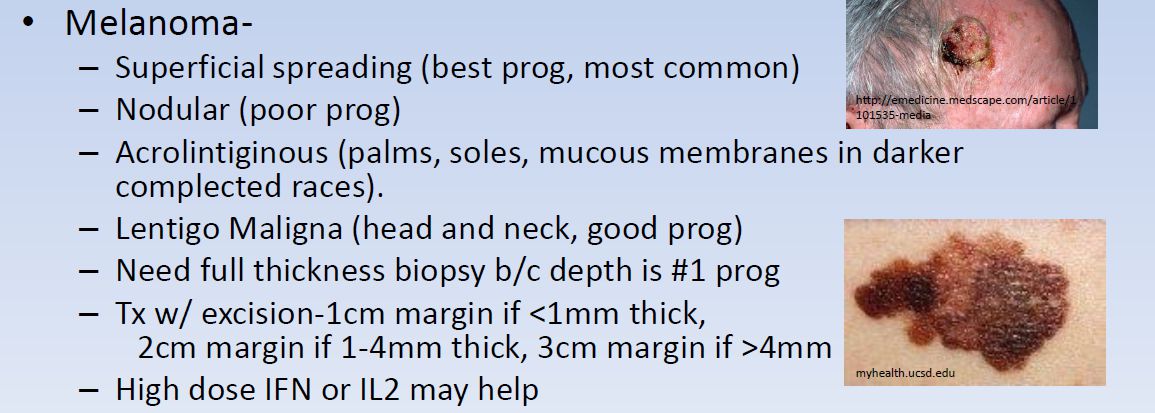 • Melanoma-
– Superficial spreading (best prog, most common)
– Nodular (poor prog)
– Acrolintiginous (palms, soles, mucous membranes in darker
complected races).
– Lentigo Maligna (head and neck, good prog)
– Need full thickness biopsy b/c depth is #1 prog
– Tx w/ excision-1cm margin if <1mm thick,
2cm margin if 1-4mm thick, 3cm margin if >4mm
– High dose IFN or IL2 may help
http://emedicine.medscape.com/article/1
101535-media
myhealth.ucsd.edu